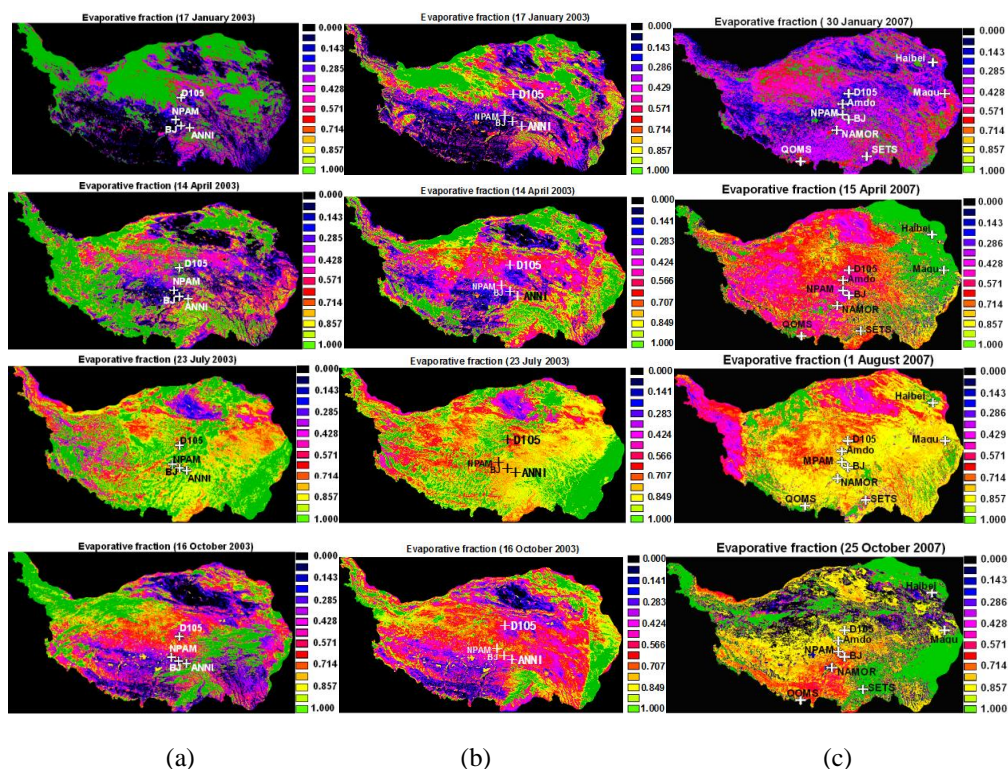 Evaporative fraction (17 January 2003)
0.000
0.143
0.286
0.428
0.571
0.714
0.857
1.000
D105
NPAM
BJ
ANNI
Evaporative fraction (17 January 2003)
0.000
0.143
0.286
0.428
0.571
0.714
0.857
1.000
D105
NPAM
BJ
ANNI
Evaporative fraction ( 30 January 2007)
0.000
0.143
0.286
0.428
0.571
0.714
0.857
1.000
Haibei
D105
Maqu
Amdo
NPAM
BJ
NAMOR
QOMS
SETS
Evaporative fraction (14 April 2003)
0.000
0.143
0.286
0.428
0.571
0.714
0.857
1.000
D105
NPAM
BJ
ANNI
Evaporative fraction (14 April 2003)
0.000
0.141
0.283
0.424
0.566
0.707
0.849
1.000
D105
NPAM
BJ
ANNI
Evaporative fraction (15 April 2007)
0.000
0.143
0.286
0.428
0.571
0.714
0.857
1.000
Haibei
D105
Maqu
Amdo
NPAM
BJ
NAMOR
QOMS
SETS
Evaporative fraction (23 July 2003)
0.000
0.143
0.286
0.428
0.571
0.714
0.857
1.000
D105
BJ
ANNI
Evaporative fraction (23 July 2003)
0.000
0.141
0.283
0.424
0.566
0.707
0.849
1.000
D105
NPAM
BJ
ANNI
Evaporative fraction (1 August 2007)
0.000
0.143
0.286
0.428
0.571
0.714
0.857
1.000
Haibei
D105
Maqu
Amdo
MPAM
BJ
NAMOR
QOMS
SETS
Evaporative fraction (16 October 2003)
0.000
0.143
0.286
0.428
0.571
0.714
0.857
1.000
D105
NPAM
BJ
ANNI
Evaporative fraction (16 October 2003)
0.000
0.141
0.283
0.424
0.566
0.707
0.849
1.000
D105
NPAM
BJ
ANNI
Evaporative fraction (25 October 2007)
0.000
0.143
0.286
0.428
0.571
0.714
0.857
1.000
Haibei
D105
Maqu
Amdo
NPAM
BJ
NAMOR
QOMS
SETS
(a)
(b)
(c)